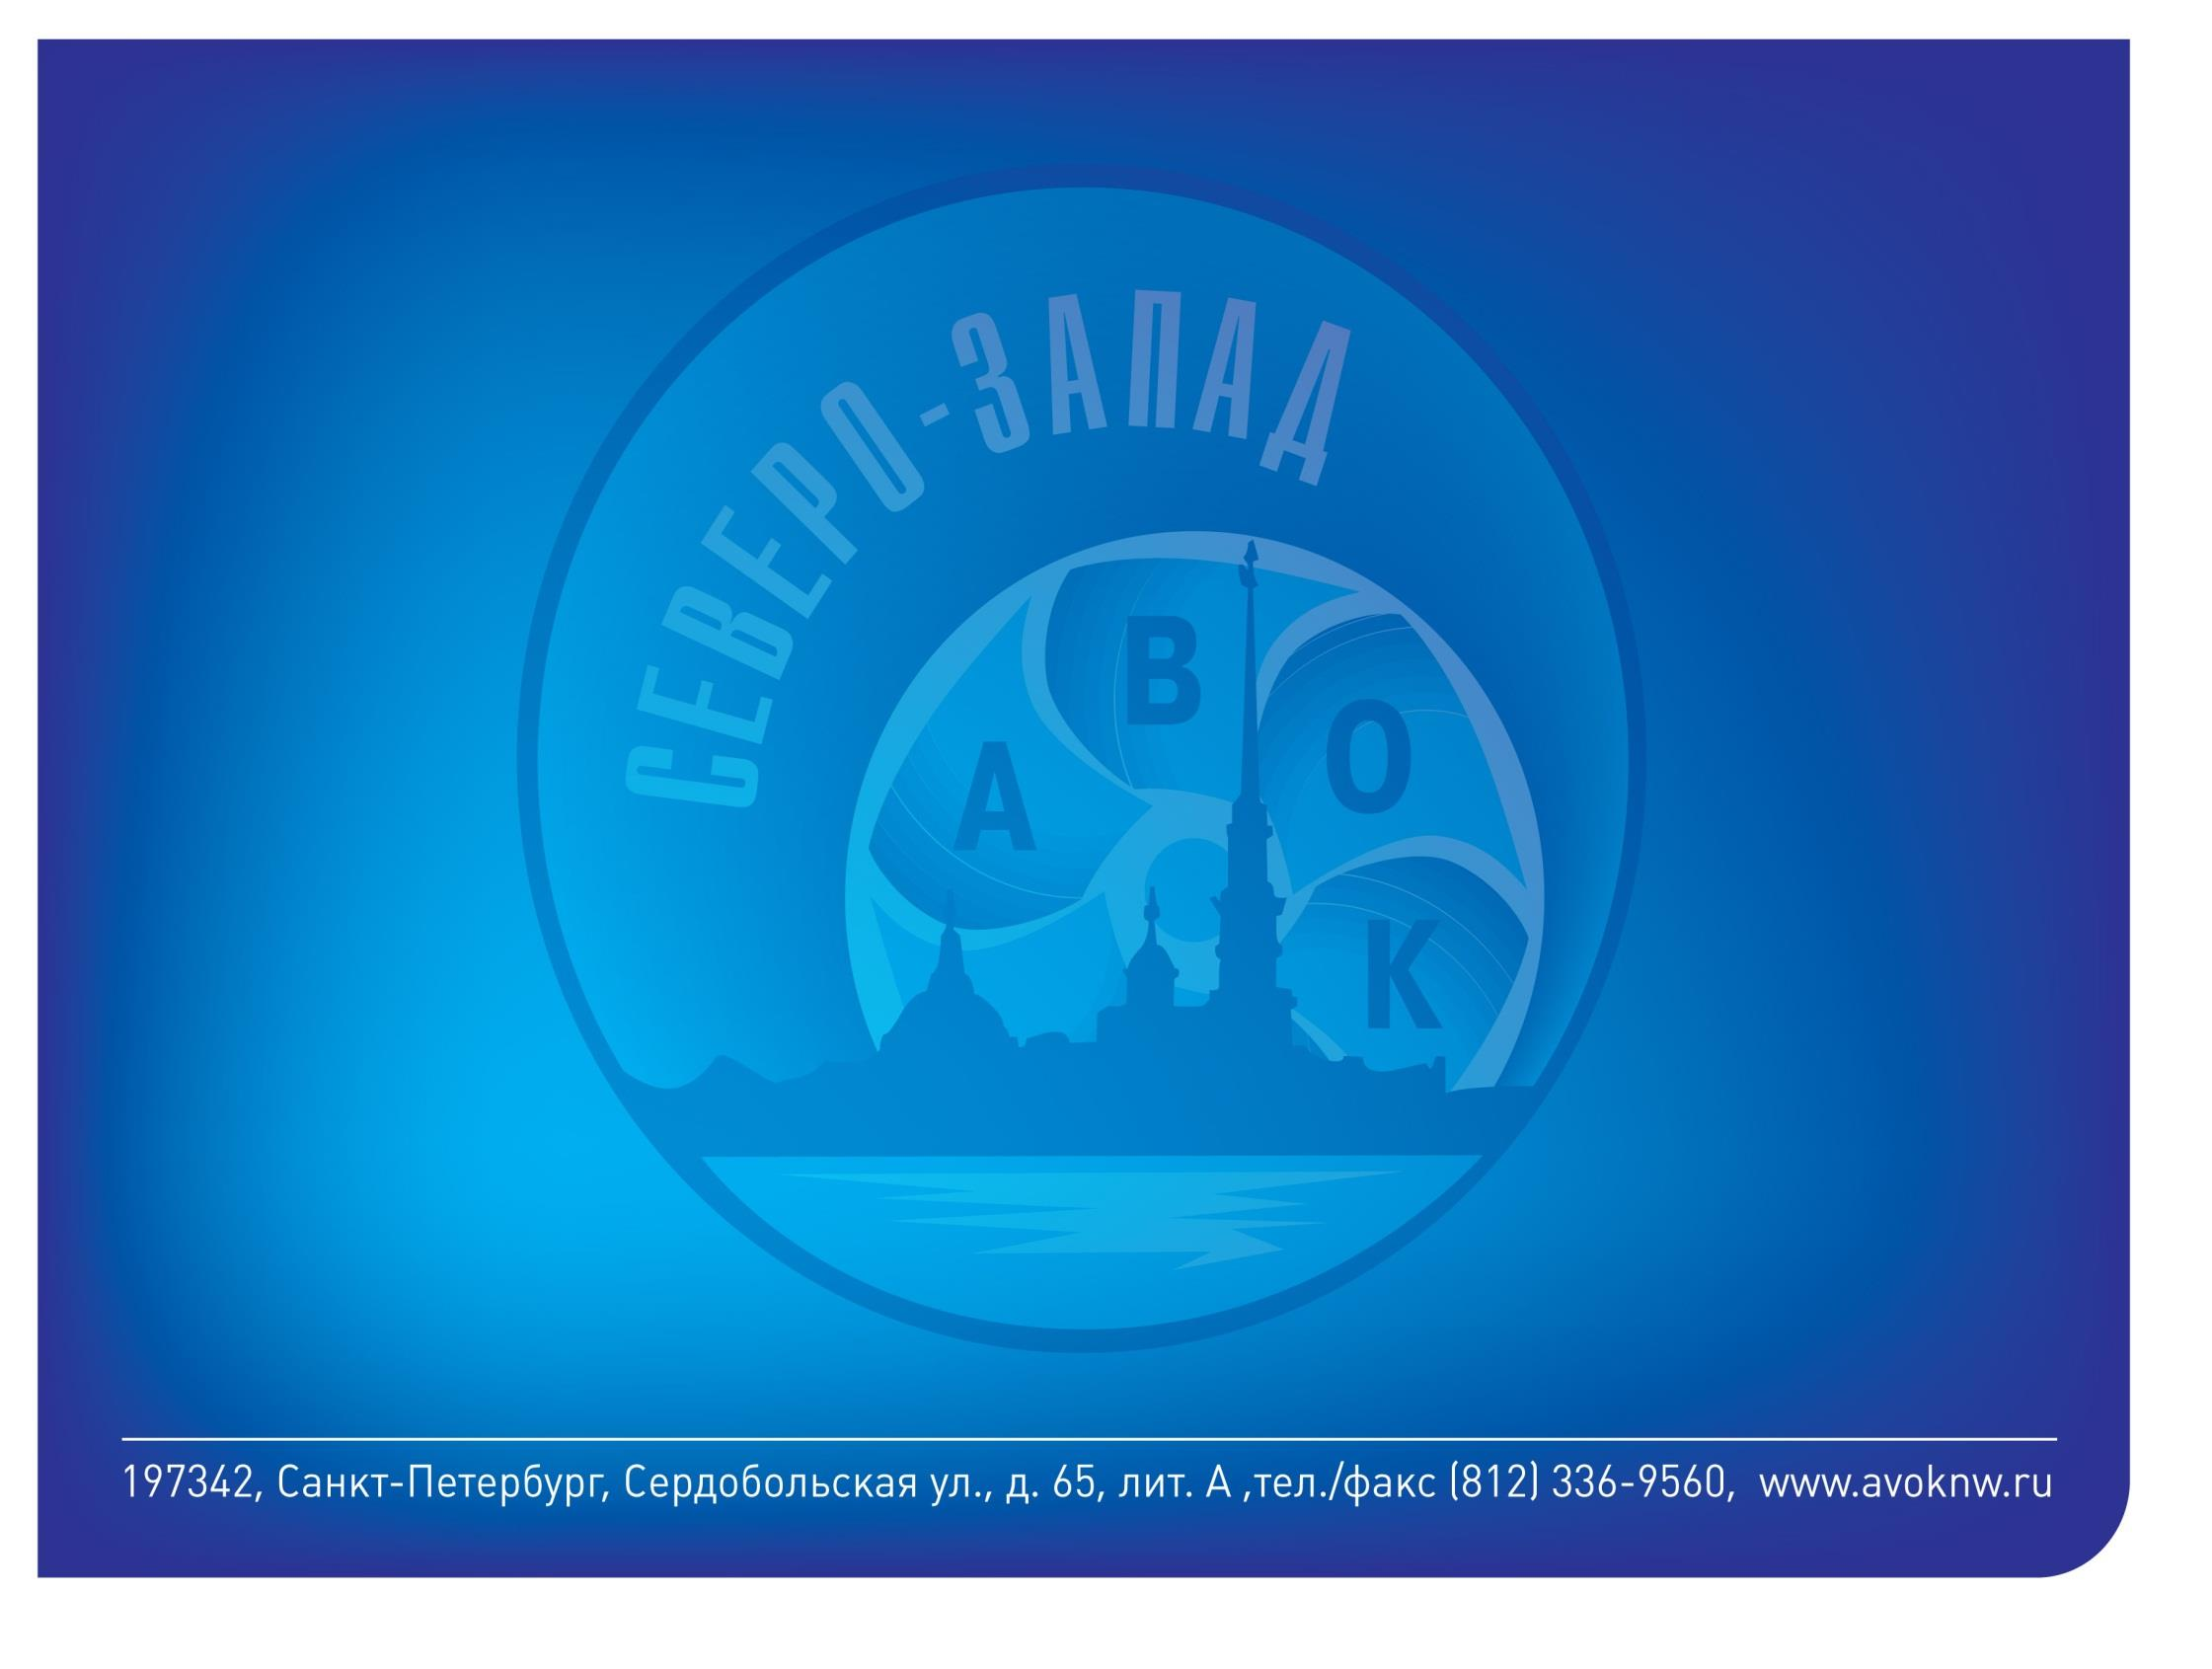 СЕВЕРО-ЗАПАД
А В О К
197342, Санкт-Петербург, Сердобольская ул., д. 65, лит. А ,тел./факс (812) 336-9560, www.avoknw.ru